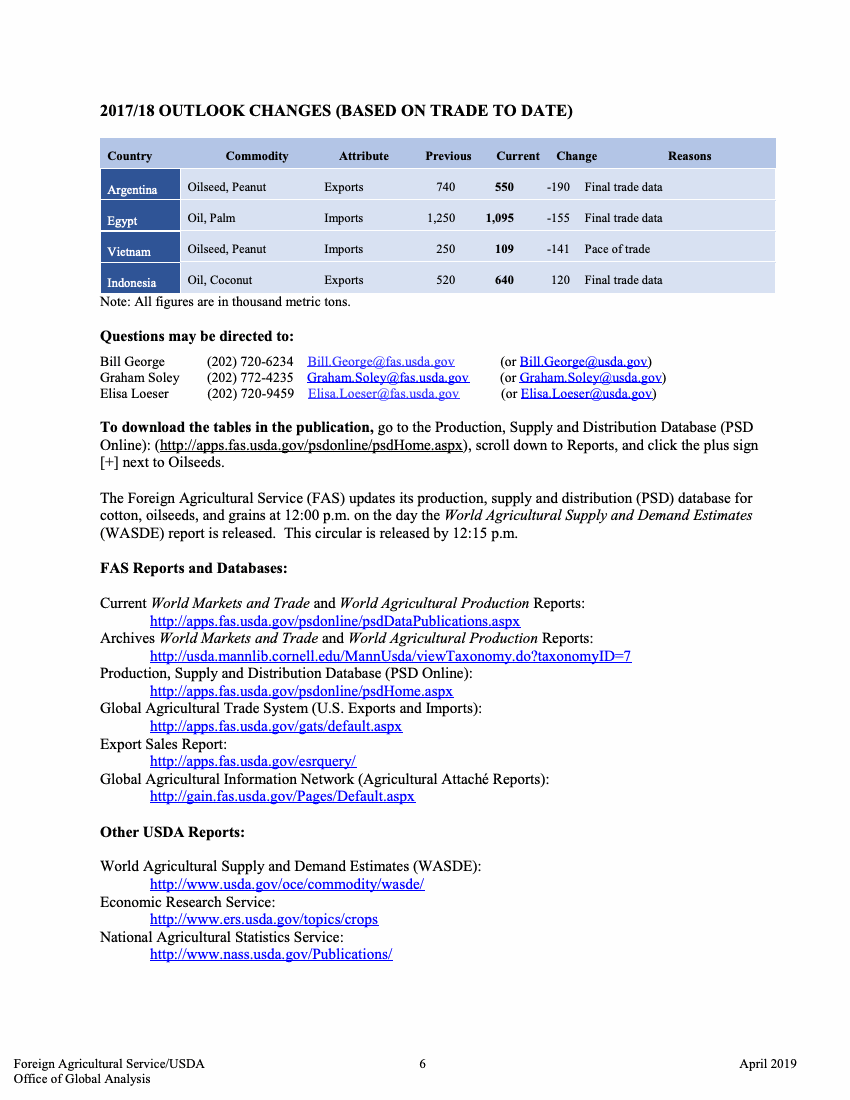 2017/18 OUTLOOK CHANGES (BASED ON TRADE TO DATE)
Country Commodity Attribute Previous Current Change Reasons
Argentina Oilseed, Peanut Exports 740 550 -190 Final trade data
Egypt Oil, Palm Imports 1,250 1,095 -155 Final trade data
Vietnam Oilseed, Peanut Imports 250 109 -141 Pace of trade
Indonesia Oil, Coconut Exports 520 640 120 Final trade data
Note: All figures are in thousand metric tons.
Questions may be directed to:
Bill George (202) 720-6234 Bill.George@fas.usda.gov (or Bill.George@usda.gov)
Graham Soley (202) 772-4235 Graham.Soley@fas.usda.gov (or Graham.Soley@usda.gov)
Elisa Loeser (202) 720-9459 Elisa.Loeser@fas.usda.gov (or Elisa.Loeser@usda.gov)
To download the tables in the publication, go to the Production, Supply and Distribution Database (PSD
Online): (http://apps.fas.usda.gov/psdonline/psdHome.aspx), scroll down to Reports, and click the plus sign
[+] next to Oilseeds.
The Foreign Agricultural Service (FAS) updates its production, supply and distribution (PSD) database for
cotton, oilseeds, and grains at 12:00 p.m. on the day the World Agricultural Supply and Demand Estimates
(WASDE) report is released.  This circular is released by 12:15 p.m.
FAS Reports and Databases:
Current World Markets and Trade and World Agricultural Production Reports:
http://apps.fas.usda.gov/psdonline/psdDataPublications.aspx
Archives World Markets and Trade and World Agricultural Production Reports:
http://usda.mannlib.cornell.edu/MannUsda/viewTaxonomy.do?taxonomyID=7
Production, Supply and Distribution Database (PSD Online):
http://apps.fas.usda.gov/psdonline/psdHome.aspx
Global Agricultural Trade System (U.S. Exports and Imports):
http://apps.fas.usda.gov/gats/default.aspx
Export Sales Report:
http://apps.fas.usda.gov/esrquery/
Global Agricultural Information Network (Agricultural Attaché Reports):
http://gain.fas.usda.gov/Pages/Default.aspx
Other USDA Reports:
World Agricultural Supply and Demand Estimates (WASDE):
http://www.usda.gov/oce/commodity/wasde/
Economic Research Service:
http://www.ers.usda.gov/topics/crops
National Agricultural Statistics Service:
http://www.nass.usda.gov/Publications/
Foreign Agricultural Service/USDA 6 April 2019
Office of Global Analysis